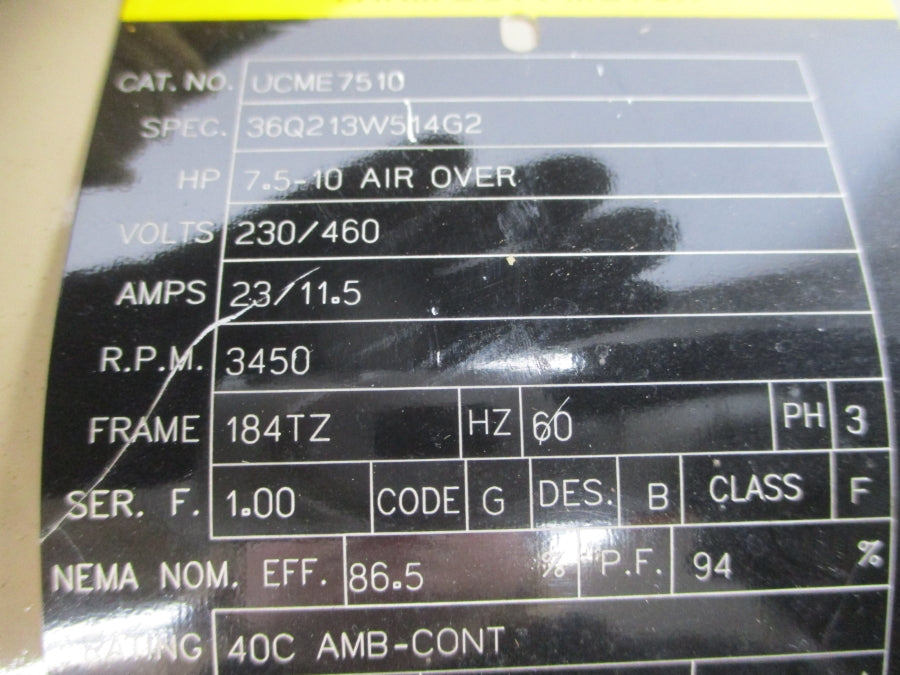 CAT. NO. UCME7510
SPEC. 36Q213W514G2
HP 7.5-10 AIR OVER
VOLTS 230/460
AMPS 23/11.5
R.P.M. 3450
FRAME 184TZ HZ 60 PH 3
SER. F. 1.00 CODE G DES. B CLASS F
NEMA NOM. EFF. 86.5 % P.F. 94 %
RATING 40C AMB-CONT